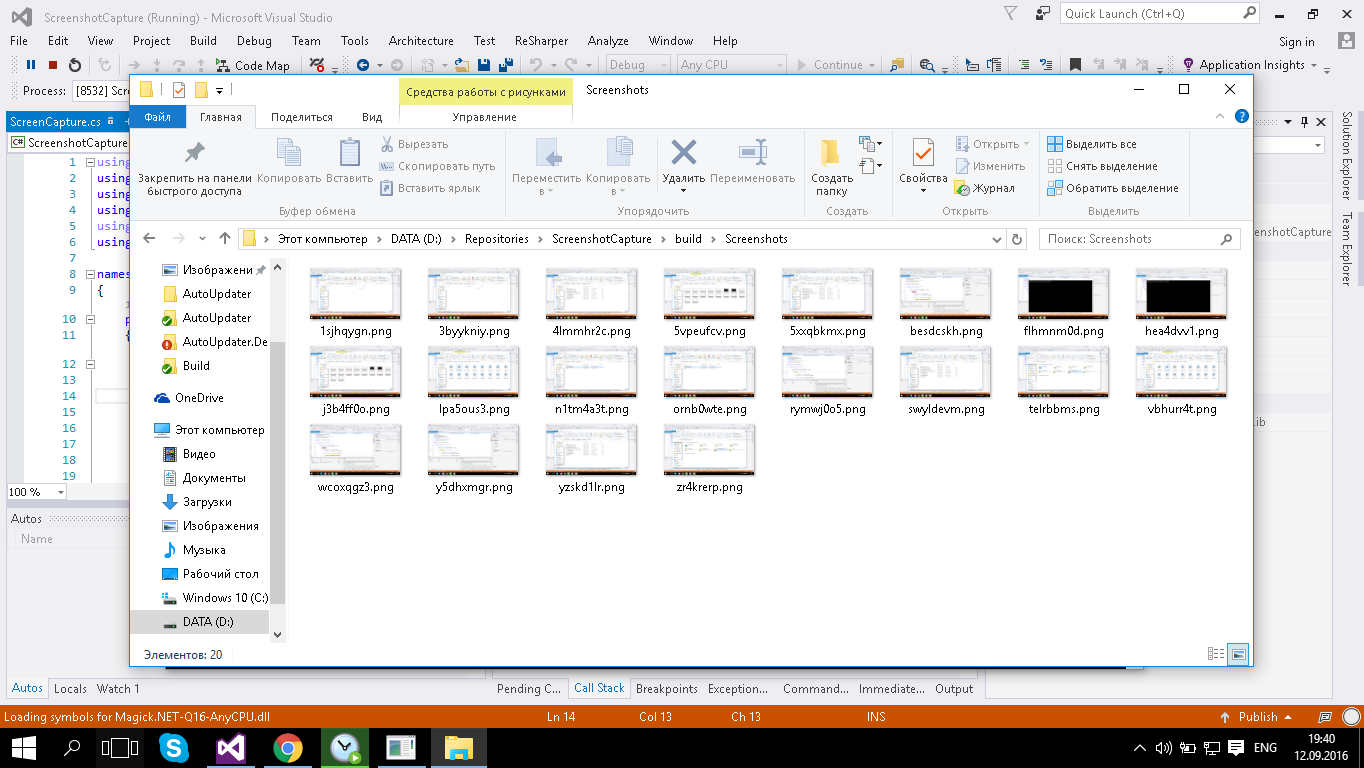 ScreenshotCapture (Running) - Microsoft Visual Studio
Quick Launch (Ctrl+Q)
File Edit View Project Build Debug Team Tools Architecture Test ReSharper Analyze Window Help
Sign in
Code Map
Debug Any CPU Continue Application Insights
Process: [8532] Scre
Средства работы с рисунками Screenshots
Файл Главная Поделиться Вид Управление
ScreenCapture.cs
ScreenshotCapture
Закрепить на панели быстрого доступа
Копировать
Вставить
Вырезать
Скопировать путь
Вставить ярлык
Буфер обмена
Переместить в
Копировать в
Удалить
Переименовать
Упорядочить
Создать папку
Создать
Свойства
Открыть
Изменить
Журнал
Открыть
Выделить все
Снять выделение
Обратить выделение
Выделить
Solution Explorer
Team Explorer
Этот компьютер DATA (D:) Repositories ScreenshotCapture build Screenshots
Поиск: Screenshots
enshotCapture
1 using
2 using
3 using
4 using
5 using
6 using
7
8 names
9 {
10 p
11 {
12
13
14
15
16
17
18
19
100 %
Изображени
AutoUpdater
AutoUpdater
AutoUpdater.De
Build
OneDrive
Этот компьютер
Видео
Документы
Загрузки
Изображения
Музыка
Рабочий стол
Windows 10 (C:)
DATA (D:)
1sjhqygn.png 3byykniy.png 4lmmhr2c.png 5vpeufcv.png 5xxqbkmx.png besdcskh.png flhmnm0d.png hea4dvv1.png
j3b4ff0o.png lpa5ous3.png n1tm4a3t.png ornb0wte.png rymwj0o5.png swyldevm.png telrbbms.png vbhurr4t.png
wcoxqgz3.png y5dhxmgr.png yzskd1lr.png zr4krerp.png
ib
Autos
Name
Элементов: 20
Autos Locals Watch 1
Pending C... Call Stack Breakpoints Exception... Command... Immediate... Output
Loading symbols for Magick.NET-Q16-AnyCPU.dll Ln 14 Col 13 Ch 13 INS Publish
ENG
19:40
12.09.2016